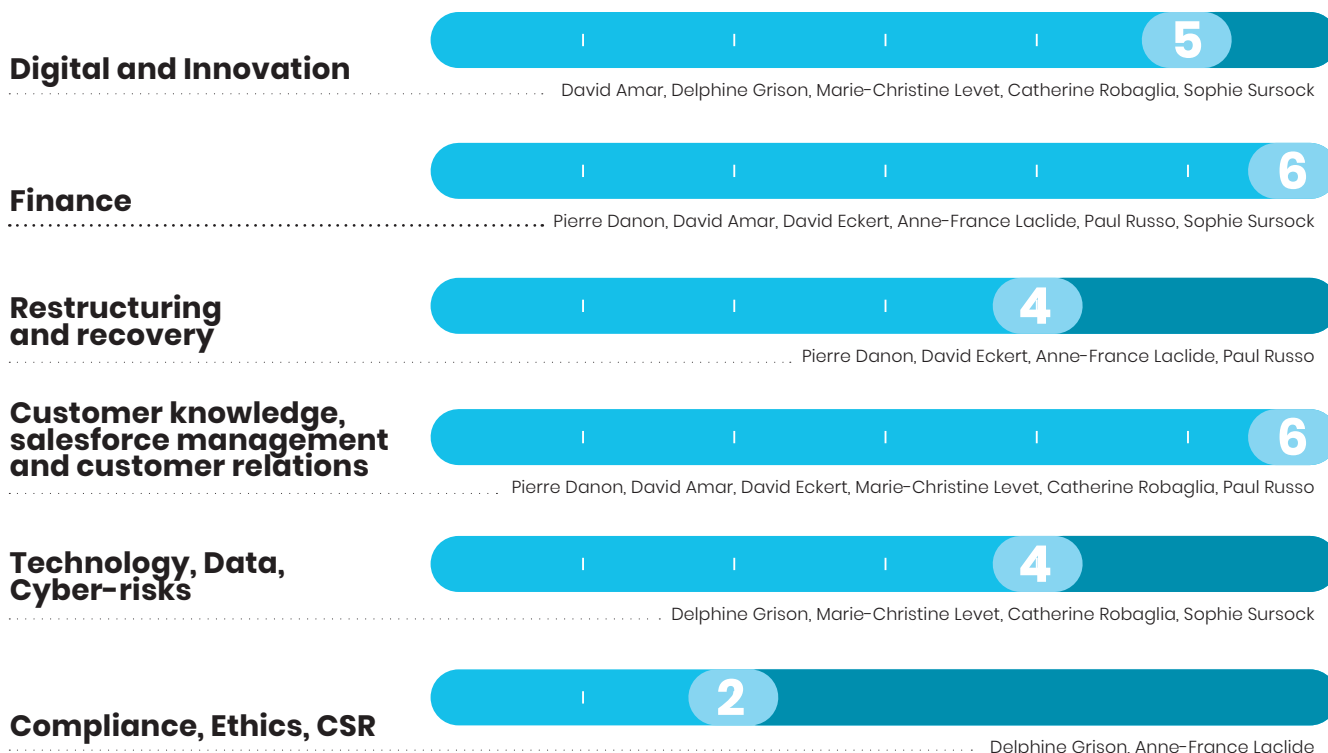 5
Digital and Innovation
David Amar, Delphine Grison, Marie-Christine Levet, Catherine Robaglia, Sophie Sursock
6
Finance
Pierre Danon, David Amar, David Eckert, Anne-France Laclide, Paul Russo, Sophie Sursock
4
Restructuring
and recovery
Pierre Danon, David Eckert, Anne-France Laclide, Paul Russo
6
Customer knowledge,
salesforce management
and customer relations
Pierre Danon, David Amar, David Eckert, Marie-Christine Levet, Catherine Robaglia, Paul Russo
4
Technology, Data,
Cyber-risks
Delphine Grison, Marie-Christine Levet, Catherine Robaglia, Sophie Sursock
2
Compliance, Ethics, CSR
Delphine Grison, Anne-France Laclide